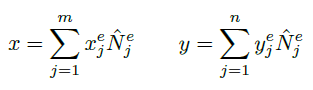 x = \sum_{j=1}^{m} x_j^e \hat{N}_j^e \qquad y = \sum_{j=1}^{n} y_j^e \hat{N}_j^e